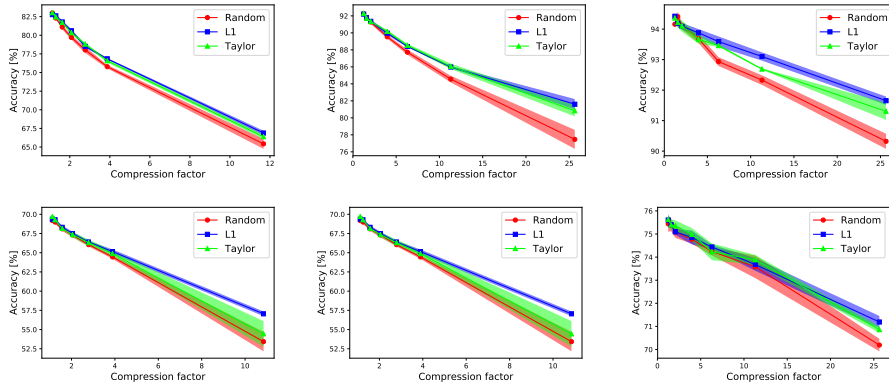 82.5
80.0
77.5
75.0
72.5
70.0
67.5
65.0
Accuracy [%]
2 4 6 8 10 12
Compression factor
Random
L1
Taylor
92
90
88
86
84
82
80
78
76
Accuracy [%]
0 5 10 15 20 25
Compression factor
Random
L1
Taylor
94
93
92
91
90
Accuracy [%]
0 5 10 15 20 25
Compression factor
Random
L1
Taylor
70.0
67.5
65.0
62.5
60.0
57.5
55.0
52.5
Accuracy [%]
2 4 6 8 10
Compression factor
Random
L1
Taylor
70.0
67.5
65.0
62.5
60.0
57.5
55.0
52.5
Accuracy [%]
2 4 6 8 10
Compression factor
Random
L1
Taylor
76
75
74
73
72
71
70
Accuracy [%]
0 5 10 15 20 25
Compression factor
Random
L1
Taylor